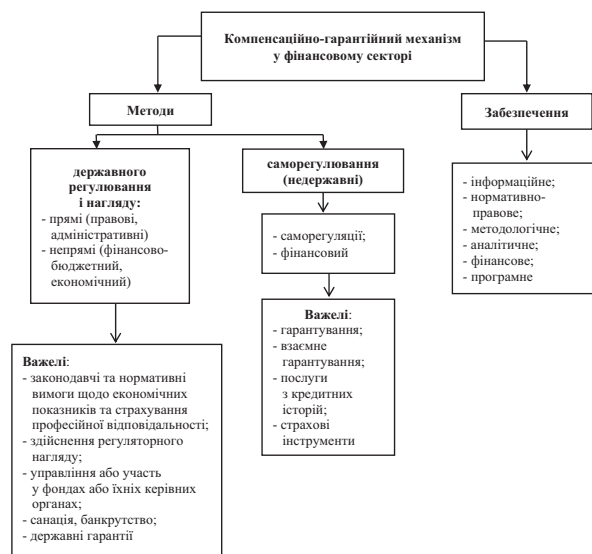 Компенсаційно-гарантійний механізм
у фінансовому секторі
Методи
Забезпечення
державного
регулювання
і нагляду:
- прямі (правові,
адміністративні)
- непрямі (фінансово-
бюджетний,
економічний)
саморегулювання
(недержавні)
- саморегуляції;
- фінансовий
- інформаційне;
- нормативно-
правове;
- методологічне;
- аналітичне;
- фінансове;
- програмне
Важелі:
- законодавчі та нормативні
вимоги щодо економічних
показників та страхування
професійної відповідальності;
- здійснення регуляторного
нагляду;
- управління або участь
у фондах або їхніх керівних
органах;
- санація, банкрутство;
- державні гарантії
Важелі:
- гарантування;
- взаємне
гарантування;
- послуги
з кредитних
історій;
- страхові
інструменти